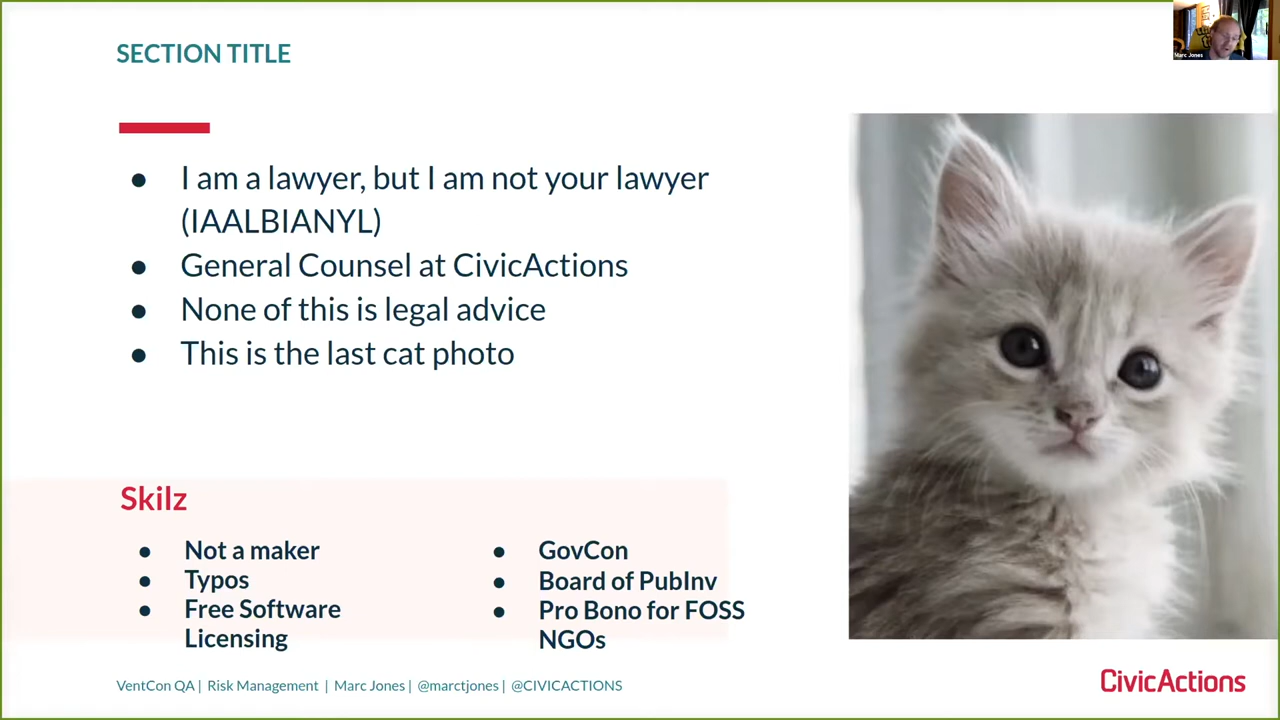 SECTION TITLE
● I am a lawyer, but I am not your lawyer
(IAALBIANYL)
● General Counsel at CivicActions
● None of this is legal advice
● This is the last cat photo
Skilz
● Not a maker
● Typos
● Free Software
Licensing
● GovCon
● Board of PubInv
● Pro Bono for FOSS
NGOs
VentCon QA | Risk Management | Marc Jones | @marctjones | @CIVICACTIONS
CivicActions
Marc Jones